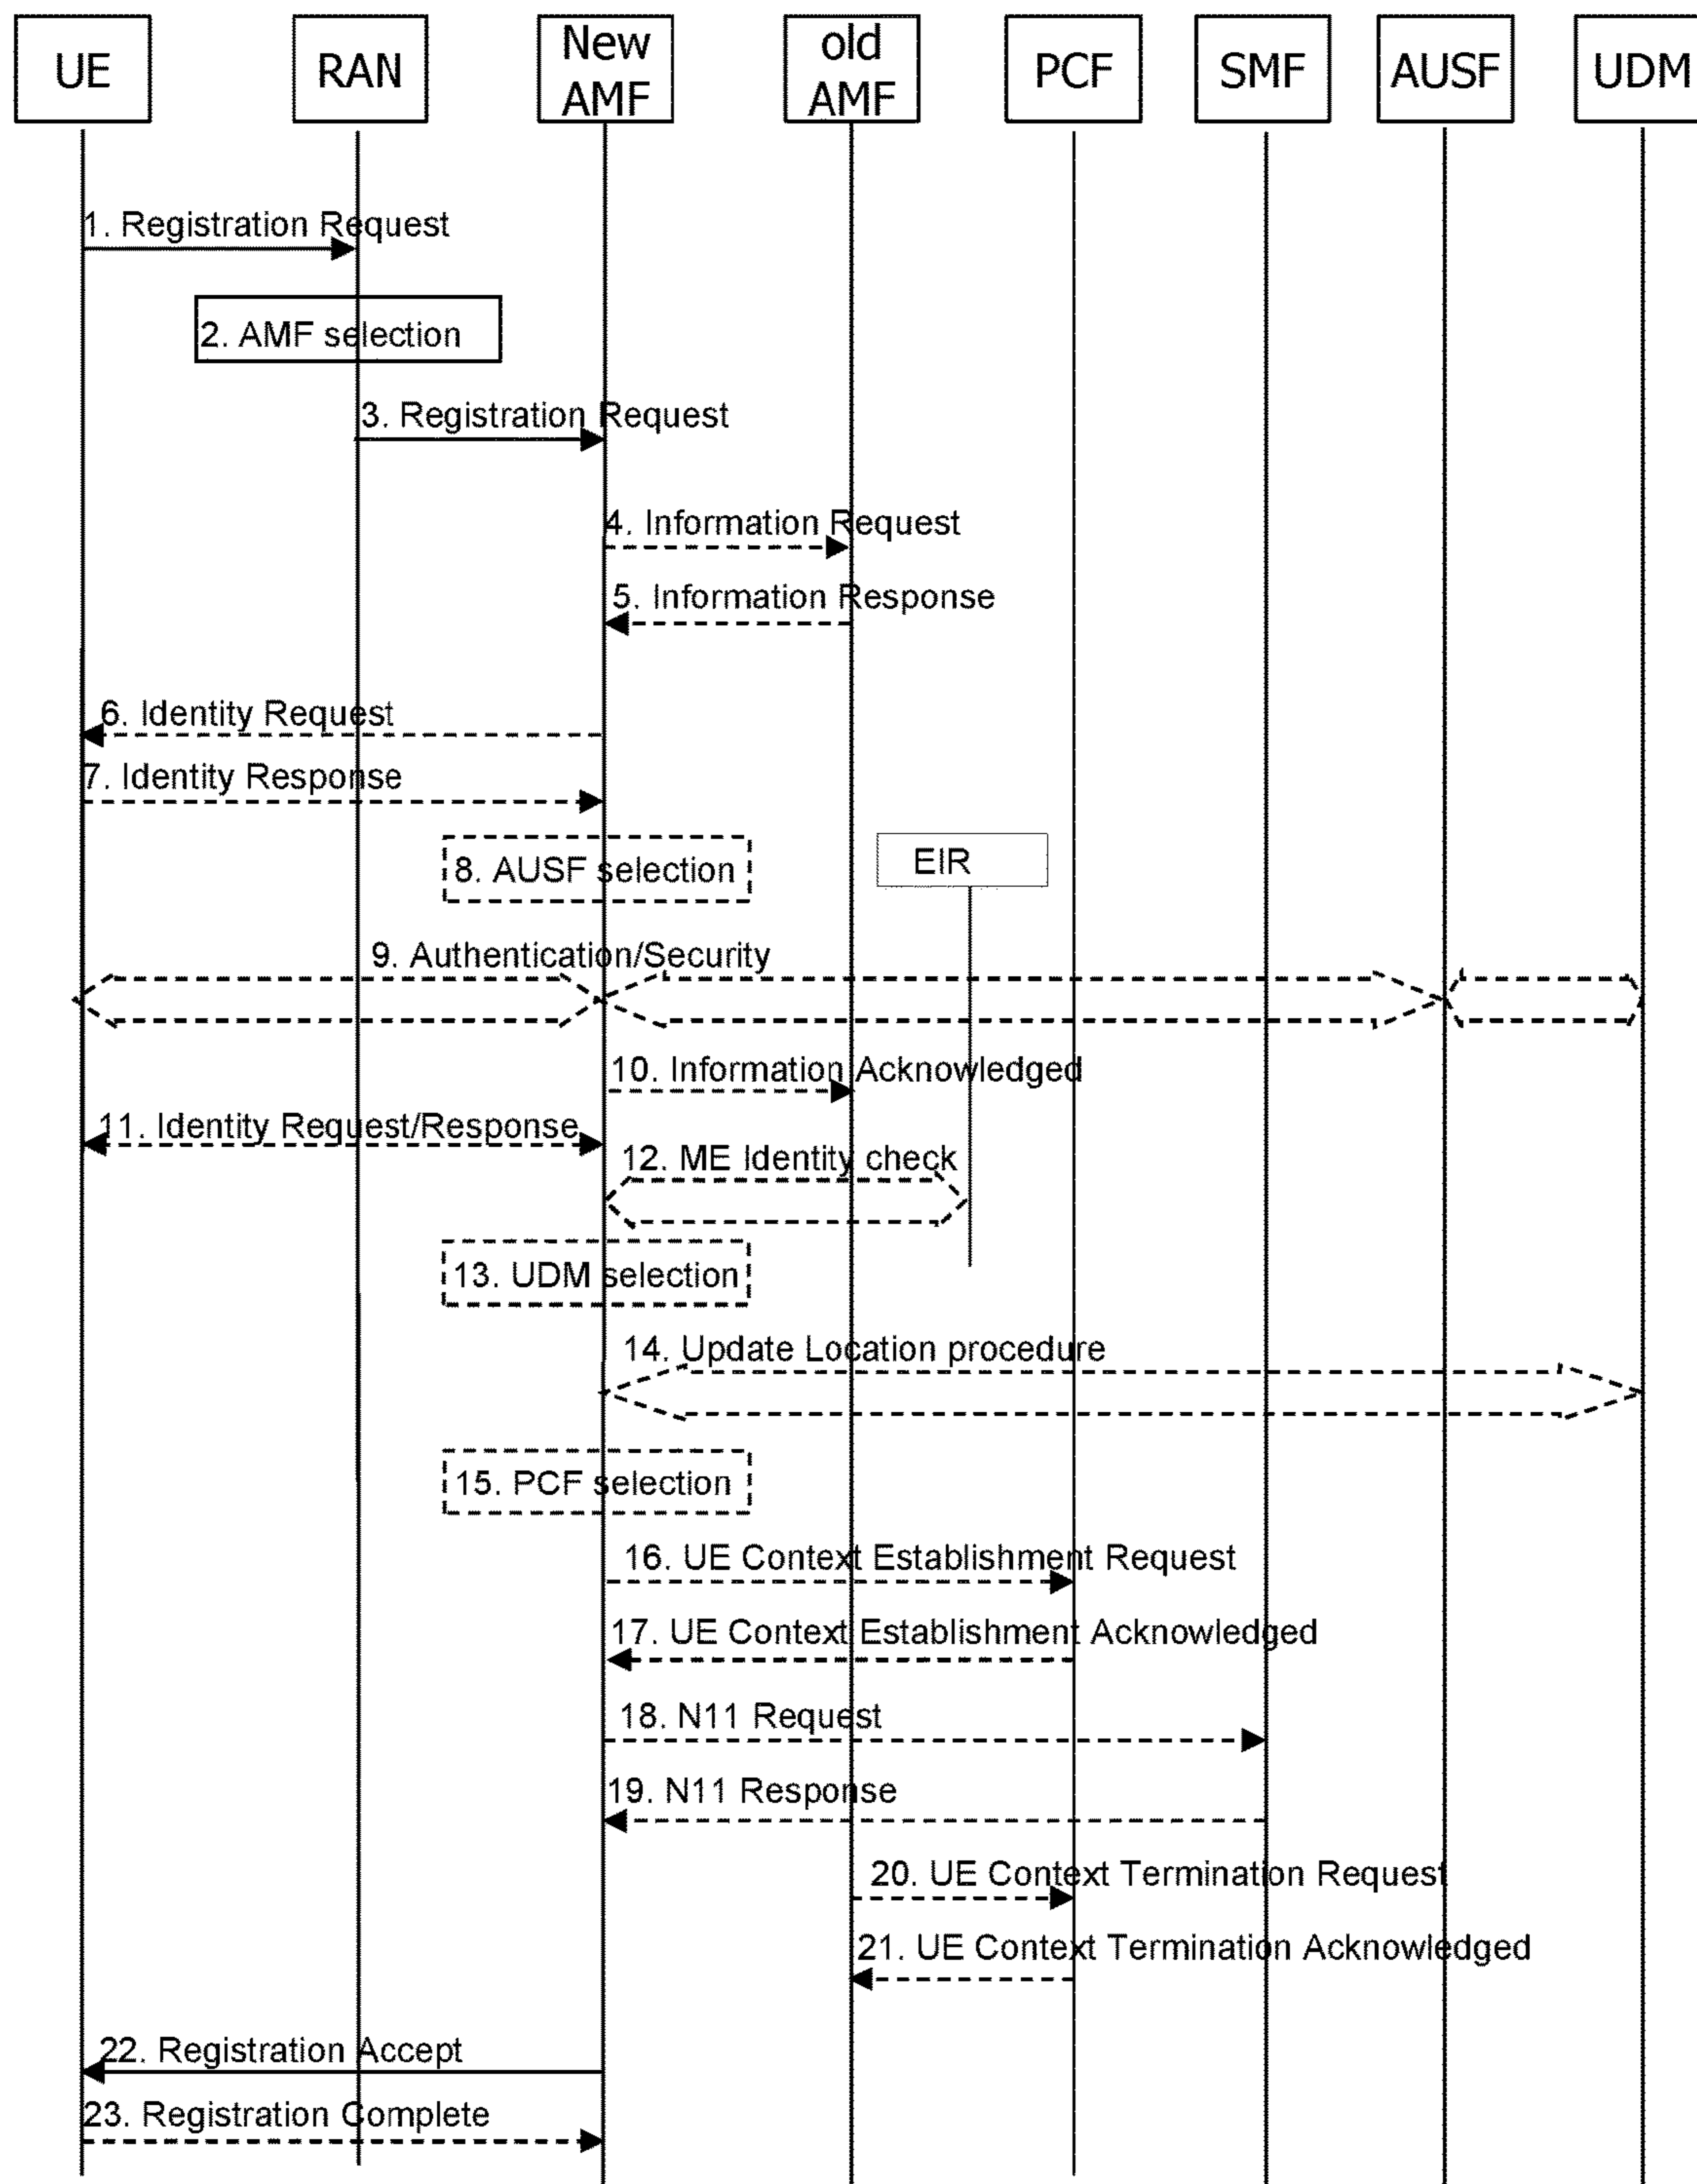 UE
RAN
New
AMF
old
AMF
PCF
SMF
AUSF
UDM
1. Registration Request
2. AMF selection
3. Registration Request
4. Information Request
5. Information Response
6. Identity Request
7. Identity Response
8. AUSF selection
EIR
9. Authentication/Security
10. Information Acknowledged
11. Identity Request/Response
12. ME Identity check
13. UDM selection
14. Update Location procedure
15. PCF selection
16. UE Context Establishment Request
17. UE Context Establishment Acknowledged
18. N11 Request
19. N11 Response
20. UE Context Termination Request
21. UE Context Termination Acknowledged
22. Registration Accept
23. Registration Complete